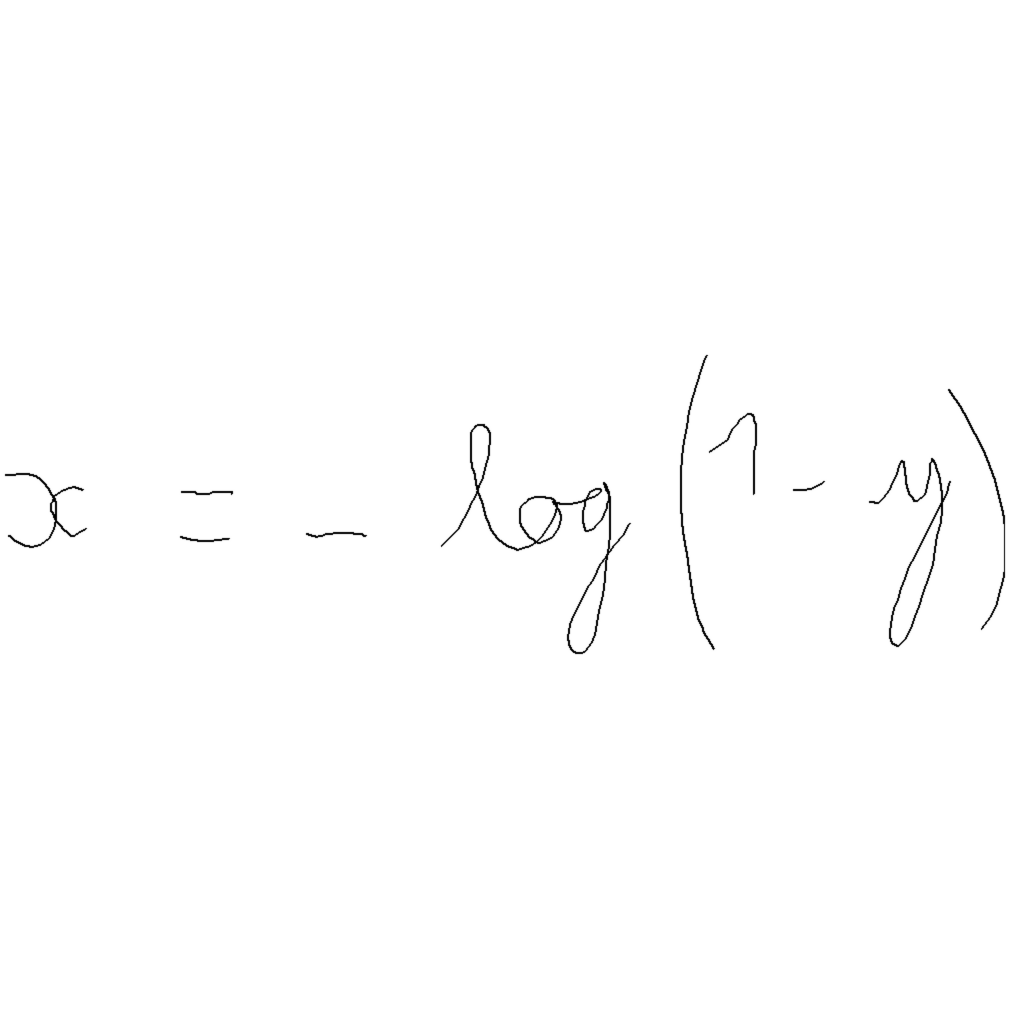 x = - log(1 - y)